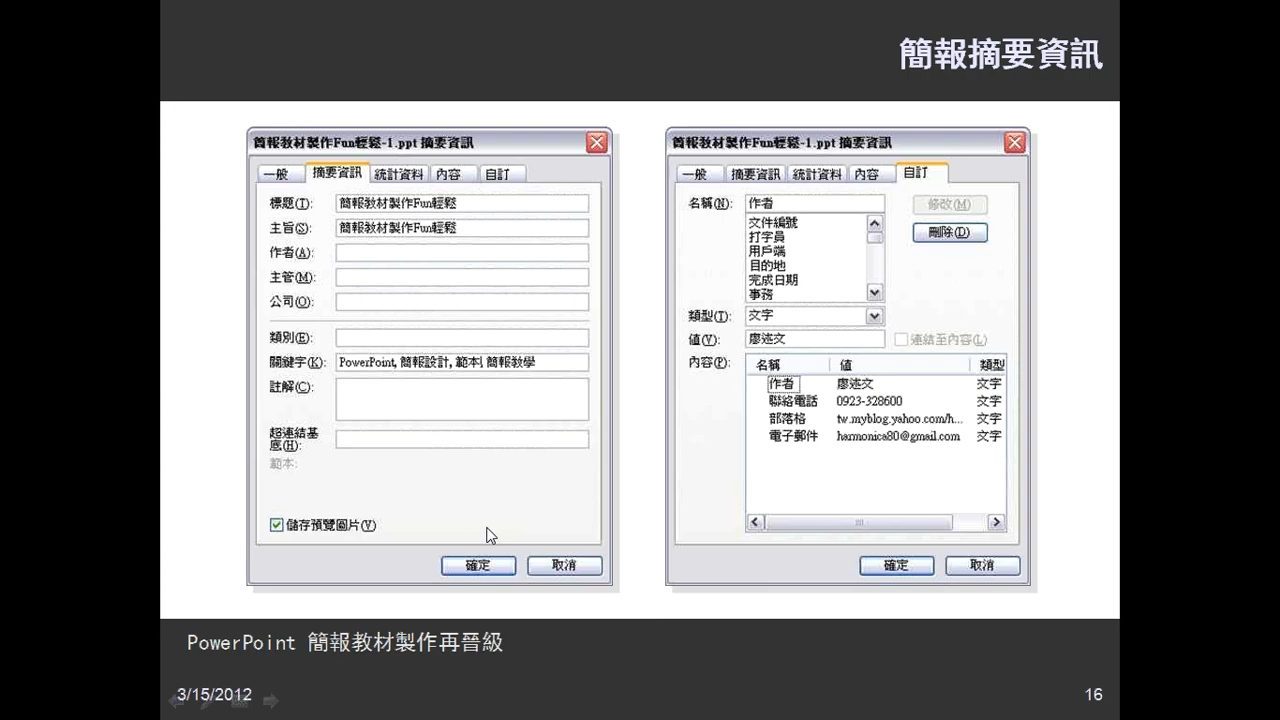 簡報摘要資訊
簡報教材製作Fun輕鬆-1.ppt 摘要資訊
一般 摘要資訊 統計資料 內容 自訂
標題(T): 簡報教材製作Fun輕鬆
主旨(S): 簡報教材製作Fun輕鬆
作者(A):
主管(M):
公司(O):
類別(E):
關鍵字(K): PowerPoint, 簡報設計, 範本, 簡報教學
註解(C):
超連結基
底(H):
範本:
儲存預覽圖片(V)
確定 取消
簡報教材製作Fun輕鬆-1.ppt 摘要資訊
一般 摘要資訊 統計資料 內容 自訂
名稱(N): 作者 修改(M)
文件編號
打字員
用戶端
目的地
完成日期
事務
刪除(D)
類型(T): 文字
值(V): 廖述文 連結至內容(L)
內容(P): 名稱 值 類型
作者 廖述文 文字
聯絡電話 0923-328600 文字
部落格 tw.myblog.yahoo.com/h... 文字
電子郵件 harmonica80@gmail.com 文字
確定 取消
PowerPoint 簡報教材製作再晉級
3/15/2012 16